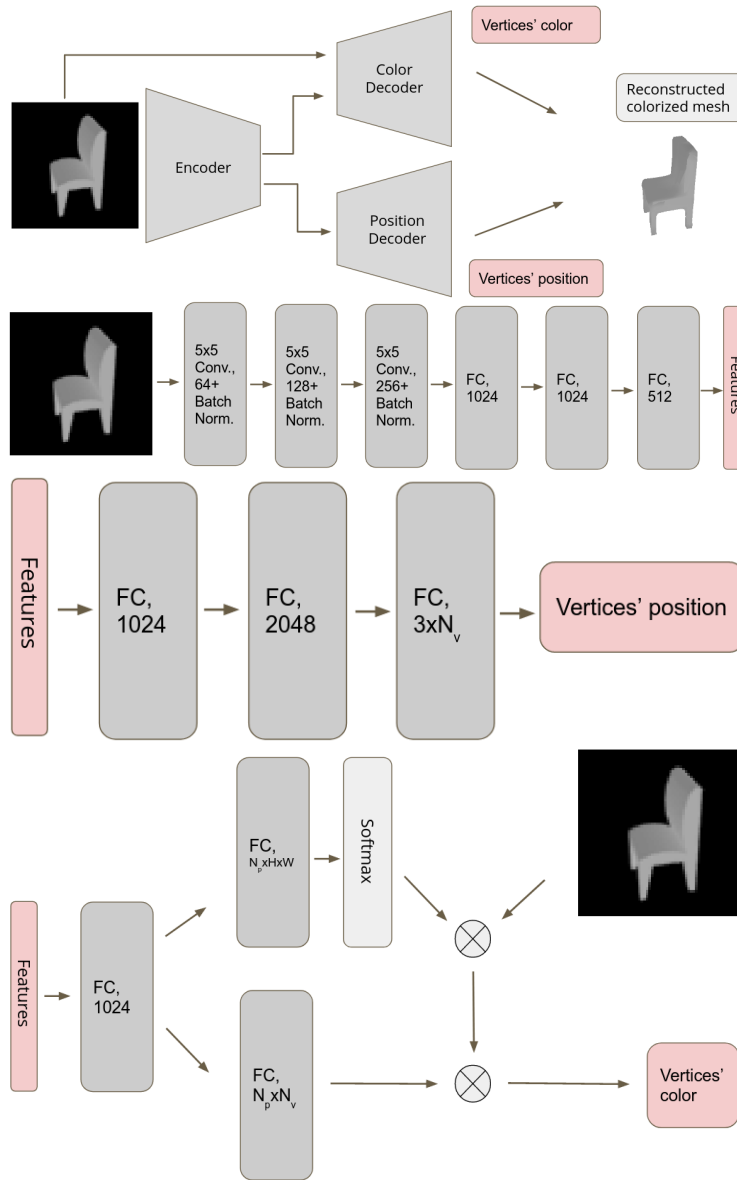 Vertices' color
Color
Decoder
Reconstructed
colorized mesh
Encoder
Position
Decoder
Vertices' position
5x5
Conv.,
64+
Batch
Norm.
5x5
Conv.,
128+
Batch
Norm.
5x5
Conv.,
256+
Batch
Norm.
FC,
1024
FC,
1024
FC,
512
Features
Features
FC,
1024
FC,
2048
FC,
3xNᵥ
Vertices' position
FC,
NₚxHxW
Softmax
Features
FC,
1024
FC,
NₚxNᵥ
Vertices'
color